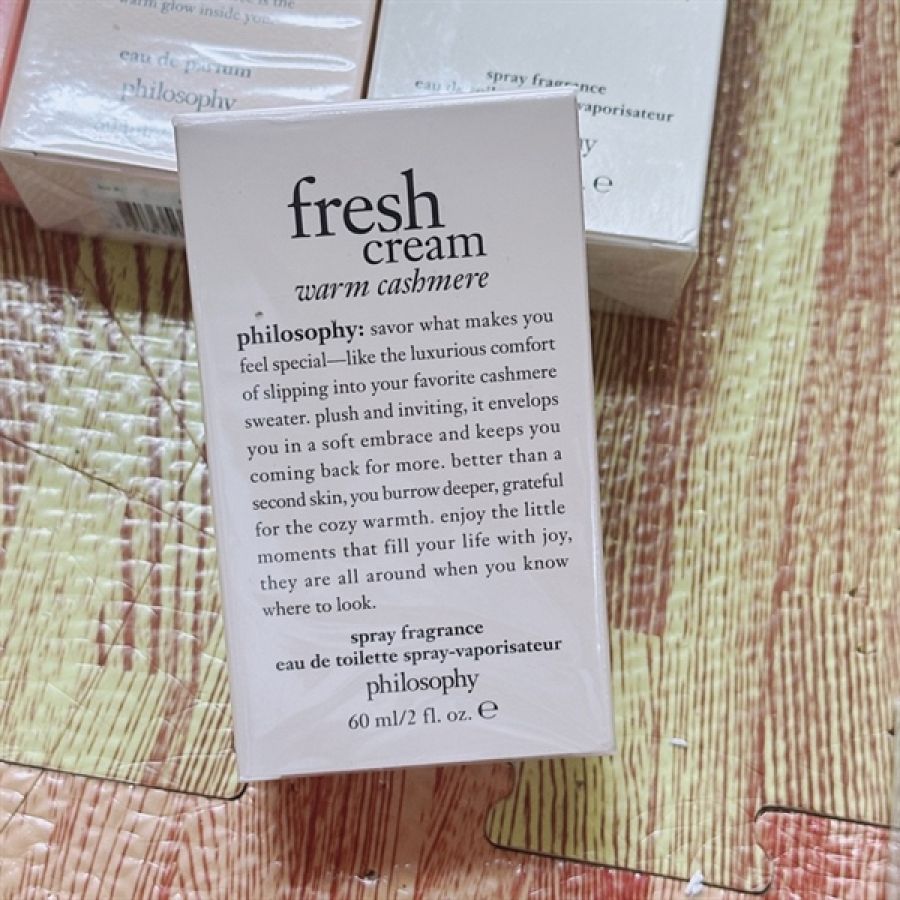 warm glow inside you.
eau de parfum
philosophy
spray fragrance
eau de
vaporisateur
e
fresh
cream
warm cashmere
philosophy: savor what makes you
feel special—like the luxurious comfort
of slipping into your favorite cashmere
sweater. plush and inviting, it envelops
you in a soft embrace and keeps you
coming back for more. better than a
second skin, you burrow deeper, grateful
for the cozy warmth. enjoy the little
moments that fill your life with joy,
they are all around when you know
where to look.
spray fragrance
eau de toilette spray-vaporisateur
philosophy
60 ml/2 fl. oz. ℮